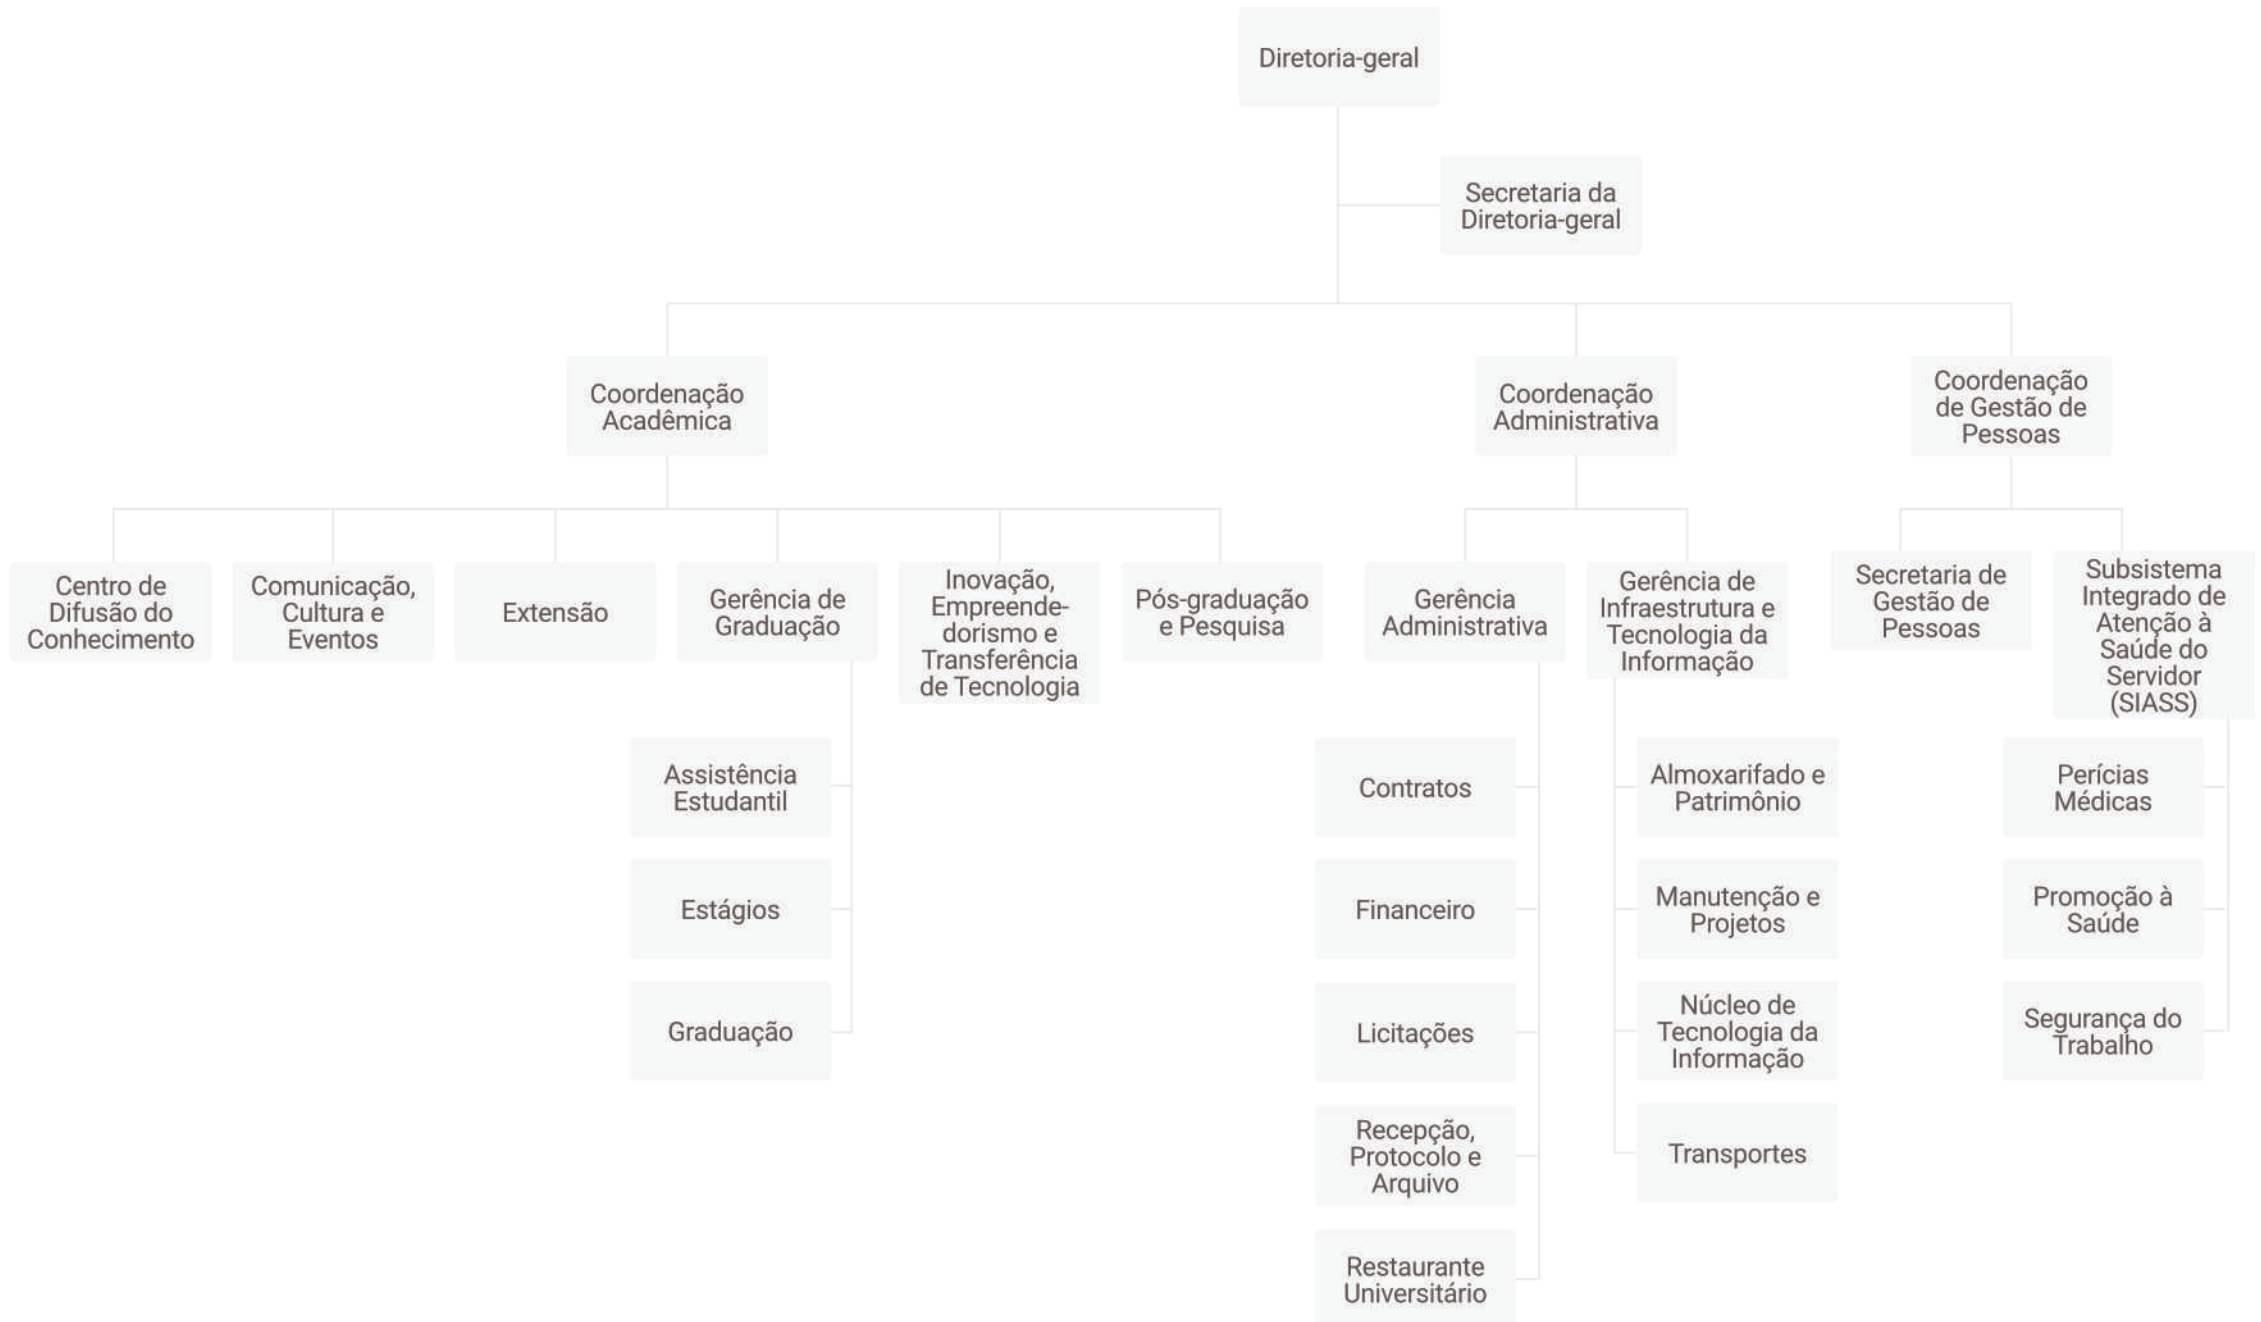 Diretoria-geral
Secretaria da
Diretoria-geral
Coordenação
Acadêmica
Coordenação
Administrativa
Coordenação
de Gestão de
Pessoas
Centro de
Difusão do
Conhecimento
Comunicação,
Cultura e
Eventos
Extensão
Gerência de
Graduação
Inovação,
Empreende-
dorismo e
Transferência
de Tecnologia
Pós-graduação
e Pesquisa
Gerência
Administrativa
Gerência de
Infraestrutura e
Tecnologia da
Informação
Secretaria de
Gestão de
Pessoas
Subsistema
Integrado de
Atenção à
Saúde do
Servidor
(SIASS)
Assistência
Estudantil
Estágios
Graduação
Contratos
Financeiro
Licitações
Recepção,
Protocolo e
Arquivo
Restaurante
Universitário
Almoxarifado e
Patrimônio
Manutenção e
Projetos
Núcleo de
Tecnologia da
Informação
Transportes
Perícias
Médicas
Promoção à
Saúde
Segurança do
Trabalho